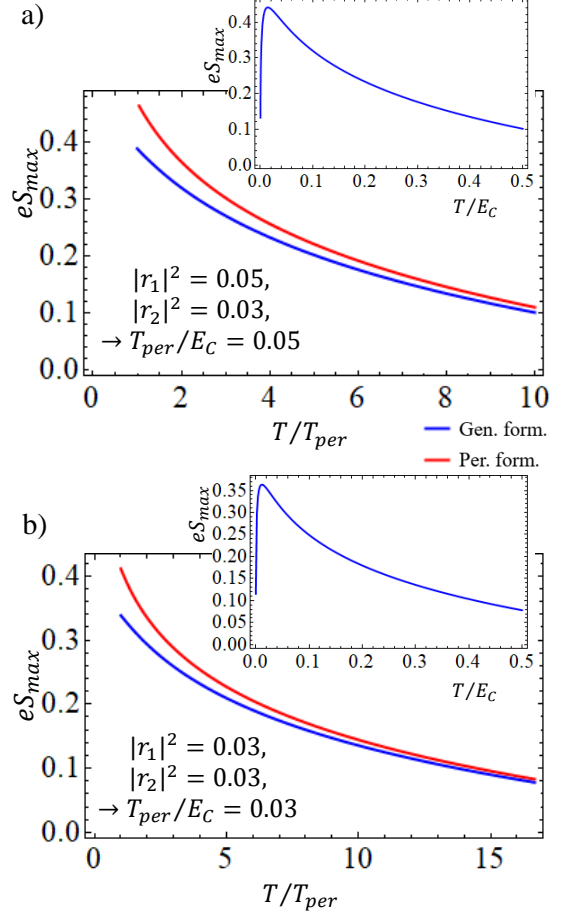 a)
eS_max
0.4
0.3
0.2
0.1
0.0
0.0 0.1 0.2 0.3 0.4 0.5
T/E_C
eS_max
0.4
0.3
0.2
0.1
0.0
|r_1|^2 = 0.05,
|r_2|^2 = 0.03,
→ T_per/E_C = 0.05
0 2 4 6 8 10
T/T_per
Gen. form.
Per. form.
b)
eS_max
0.35
0.30
0.25
0.20
0.15
0.10
0.05
0.00
0.0 0.1 0.2 0.3 0.4 0.5
T/E_C
eS_max
0.4
0.3
0.2
0.1
0.0
|r_1|^2 = 0.03,
|r_2|^2 = 0.03,
→ T_per/E_C = 0.03
0 5 10 15
T/T_per